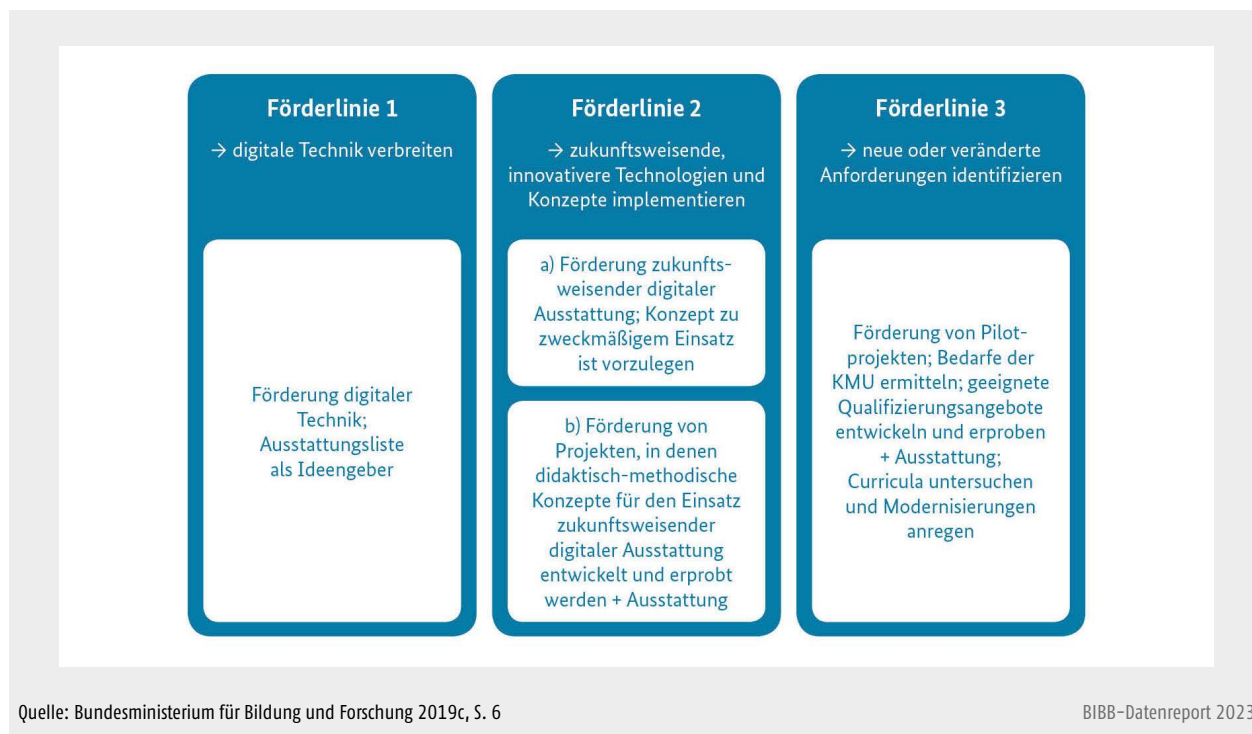 Förderlinie 1
→ digitale Technik verbreiten
Förderung digitaler
Technik;
Ausstattungsliste
als Ideengeber
Förderlinie 2
→ zukunftsweisende,
innovativere Technologien und
Konzepte implementieren
a) Förderung zukunfts-
weisender digitaler
Ausstattung; Konzept zu
zweckmäßigem Einsatz
ist vorzulegen
b) Förderung von
Projekten, in denen
didaktisch-methodische
Konzepte für den Einsatz
zukunftsweisender
digitaler Ausstattung
entwickelt und erprobt
werden + Ausstattung
Förderlinie 3
→ neue oder veränderte
Anforderungen identifizieren
Förderung von Pilot-
projekten; Bedarfe der
KMU ermitteln; geeignete
Qualifizierungsangebote
entwickeln und erproben
+ Ausstattung;
Curricula untersuchen
und Modernisierungen
anregen
Quelle: Bundesministerium für Bildung und Forschung 2019c, S. 6
BIBB-Datenreport 2023